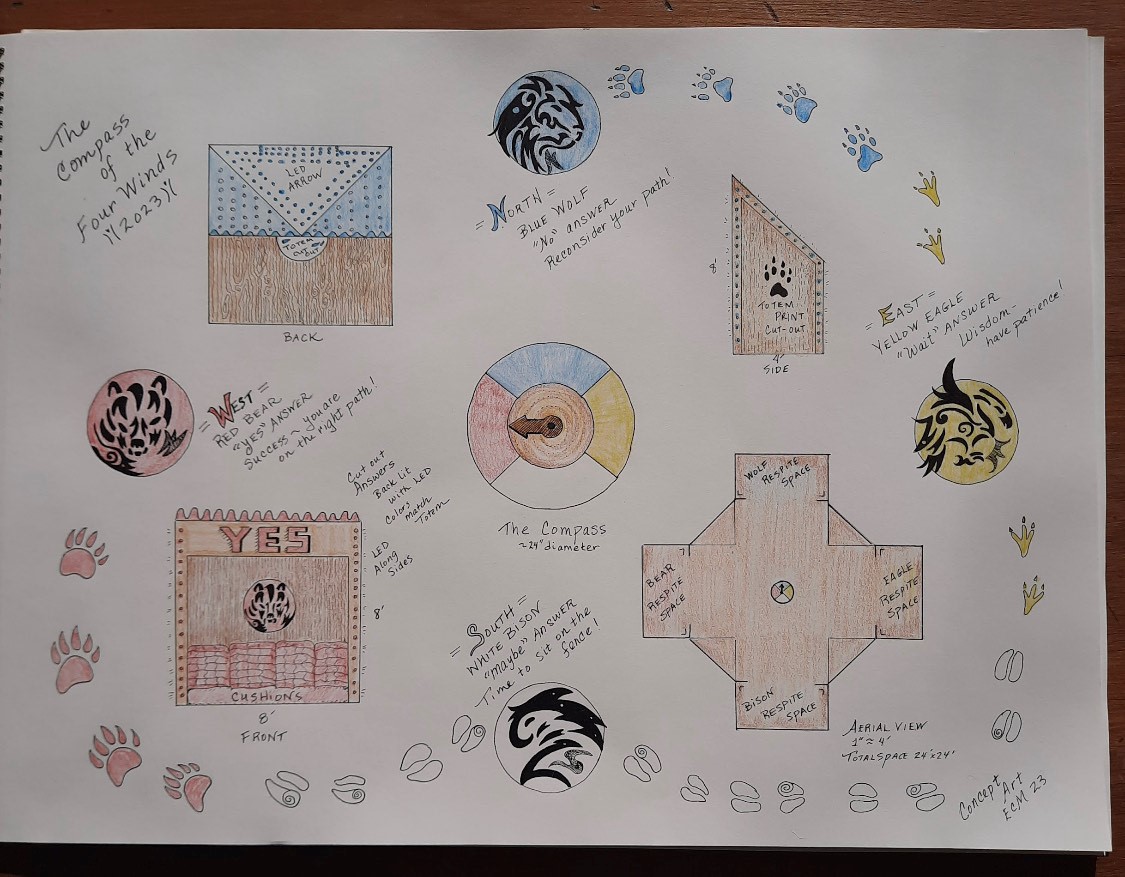 The
Compass
of the
Four Winds
2023
LED
ARROW
TOTEM
CUT
OUT
BACK
= NORTH =
BLUE WOLF
"No" ANSWER
Reconsider your path!
8'
TOTEM
PRINT
CUT-OUT
4'
SIDE
= EAST =
YELLOW EAGLE
"Wait" ANSWER
Wisdom-
have patience!
= WEST =
RED BEAR
"YES" ANSWER
SUCCESS ~ you are
on the right path!
Cut out
Answers
Back lit
with LED
Colors
match
Totem
LED
Along
Sides
The Compass
~24" diameter
YES
8'
CUSHIONS
8'
FRONT
= SOUTH =
WHITE BISON
"Maybe" ANSWER
Time to sit on the
fence!
WOLF
RESPITE
SPACE
BEAR
RESPITE
SPACE
EAGLE
RESPITE
SPACE
BISON
RESPITE
SPACE
AERIAL VIEW
1" ≈ 4'
TOTAL SPACE 24'x24'
Concept
Art
ECM 23